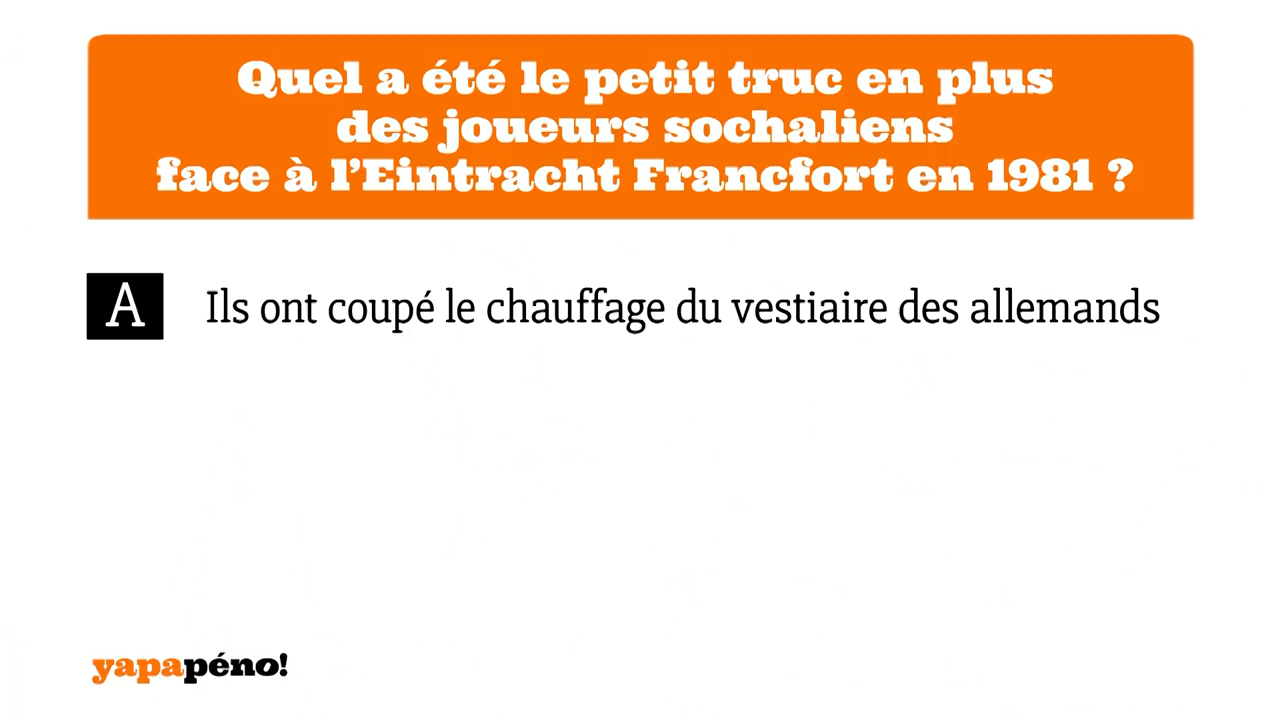 Quel a été le petit truc en plus
des joueurs sochaliens
face à l'Eintracht Francfort en 1981 ?
A Ils ont coupé le chauffage du vestiaire des allemands
yapapéno!